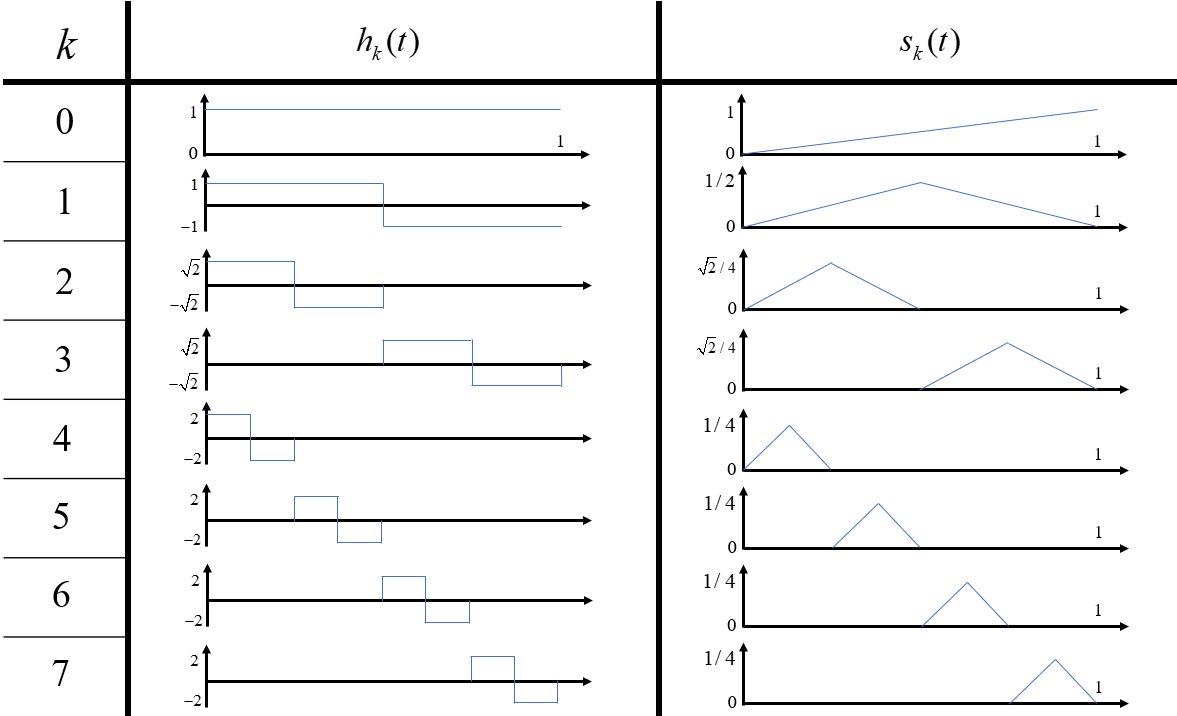 k h_k(t) s_k(t)
0 1 0 1 1 0 1
1 1 −1 1/2 0 1
2 √2 −√2 √2/4 0 1
3 √2 −√2 √2/4 0 1
4 2 −2 1/4 0 1
5 2 −2 1/4 0 1
6 2 −2 1/4 0 1
7 2 −2 1/4 0 1